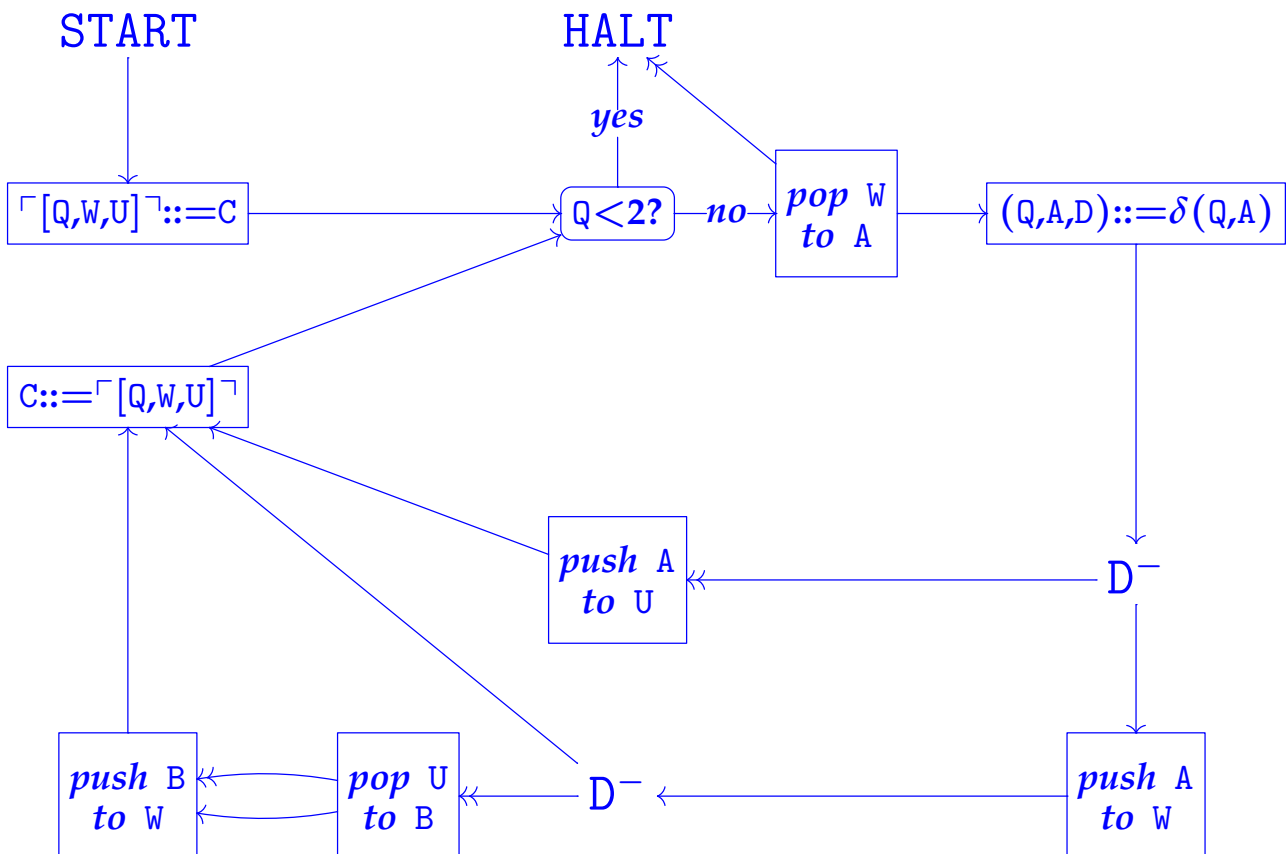 START
HALT
yes
⌜[Q,W,U]⌝::=C
Q<2?
no
pop W
to A
(Q,A,D)::=δ(Q,A)
C::=⌜[Q,W,U]⌝
push A
to U
D⁻
push B
to W
pop U
to B
D⁻
push A
to W